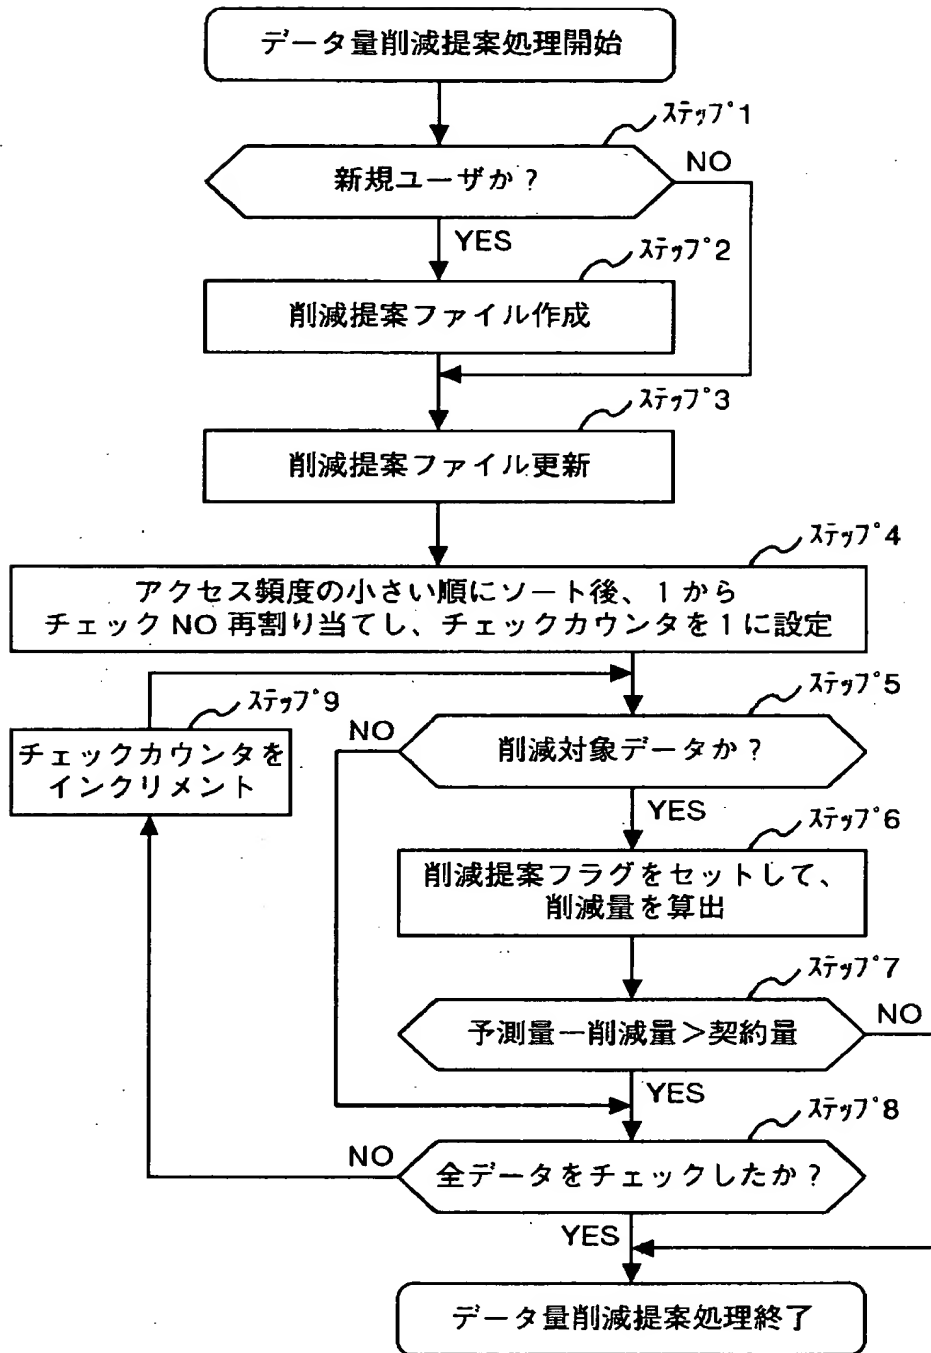 データ量削減提案処理開始
ステップ1
新規ユーザか?
NO
YES
ステップ2
削減提案ファイル作成
ステップ3
削減提案ファイル更新
ステップ4
アクセス頻度の小さい順にソート後、1から
チェックNO再割り当てし、チェックカウンタを1に設定
ステップ9
チェックカウンタを
インクリメント
ステップ5
NO
削減対象データか?
YES
ステップ6
削減提案フラグをセットして、
削減量を算出
ステップ7
予測量ー削減量>契約量
NO
YES
ステップ8
NO
全データをチェックしたか?
YES
データ量削減提案処理終了